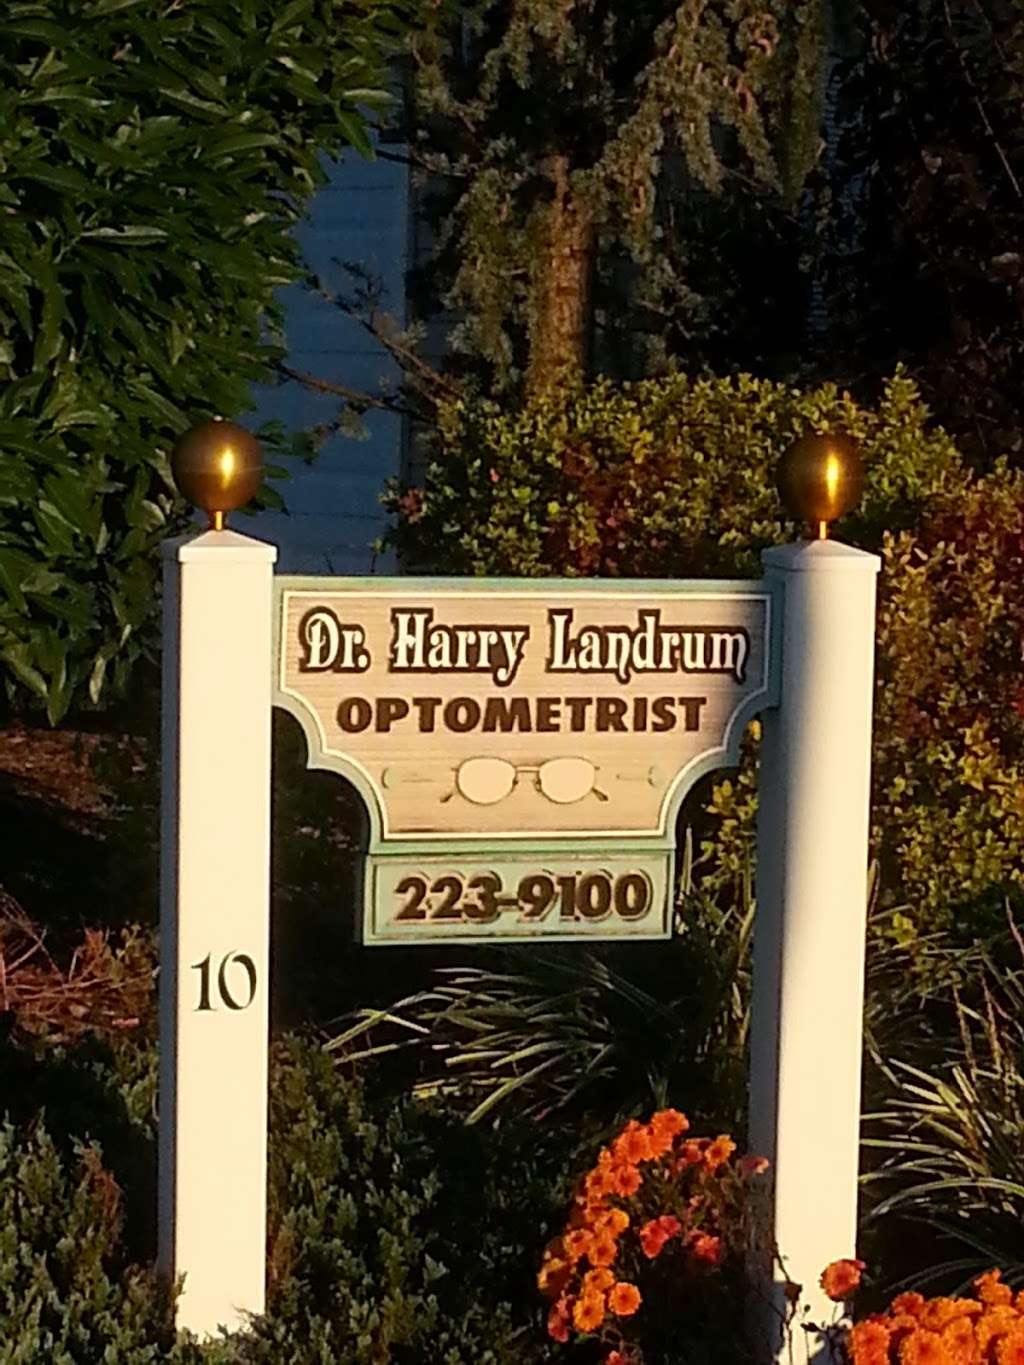 Dr. Harry Landrum
OPTOMETRIST
223-9100
10